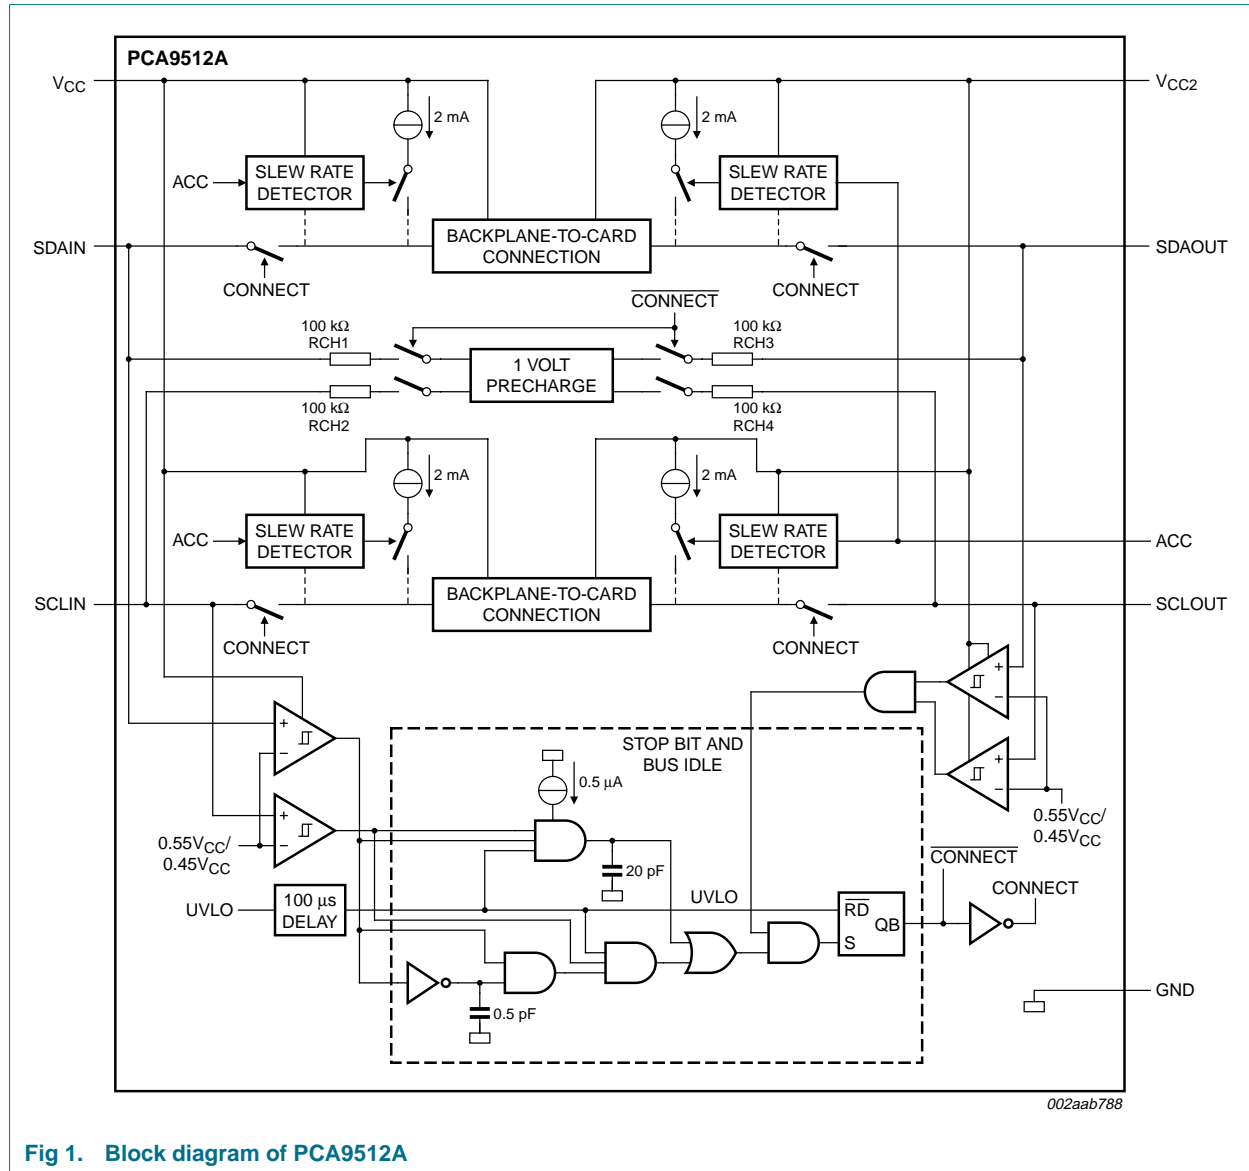 PCA9512A
VCC
VCC2
2 mA
2 mA
ACC
SLEW RATE
DETECTOR
SLEW RATE
DETECTOR
SDAIN
BACKPLANE-TO-CARD
CONNECTION
SDAOUT
CONNECT
CONNECT
CONNECT
100 kΩ
RCH1
100 kΩ
RCH3
1 VOLT
PRECHARGE
100 kΩ
RCH2
100 kΩ
RCH4
2 mA
2 mA
ACC
SLEW RATE
DETECTOR
SLEW RATE
DETECTOR
ACC
SCLIN
BACKPLANE-TO-CARD
CONNECTION
SCLOUT
CONNECT
CONNECT
+
−
+
−
STOP BIT AND
BUS IDLE
0.5 μA
+
−
+
−
0.55VCC/
0.45VCC
0.55VCC/
0.45VCC
20 pF
CONNECT
CONNECT
UVLO
100 μs
DELAY
UVLO
RD
QB
S
0.5 pF
GND
002aab788
Fig 1. Block diagram of PCA9512A